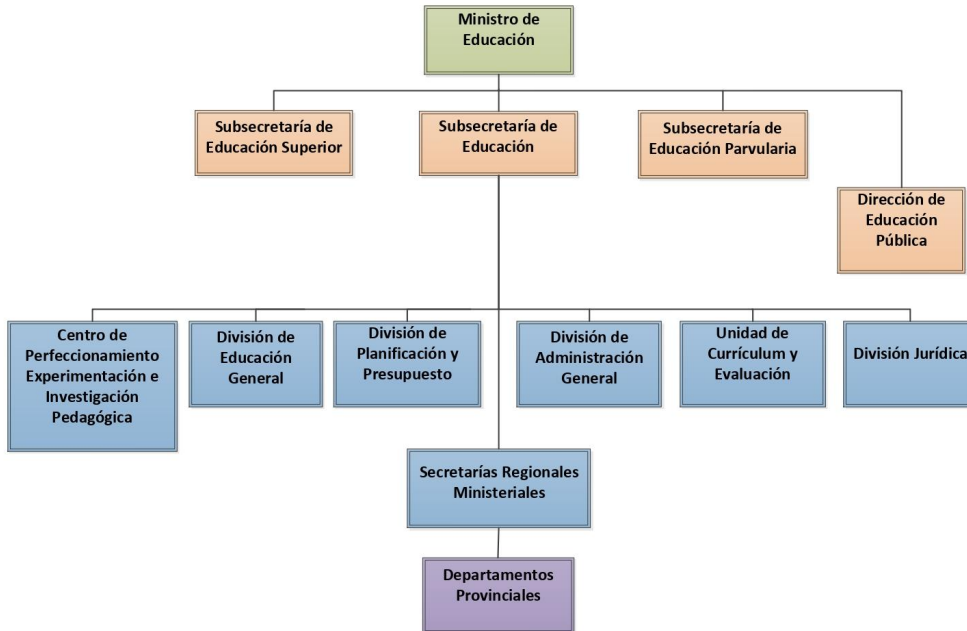 Ministro de
Educación
Subsecretaría de
Educación Superior
Subsecretaría de
Educación
Subsecretaría de
Educación Parvularia
Dirección de
Educación
Pública
Centro de
Perfeccionamiento
Experimentación e
Investigación
Pedagógica
División de
Educación
General
División de
Planificación y
Presupuesto
División de
Administración
General
Unidad de
Currículum y
Evaluación
División Jurídica
Secretarías Regionales
Ministeriales
Departamentos
Provinciales